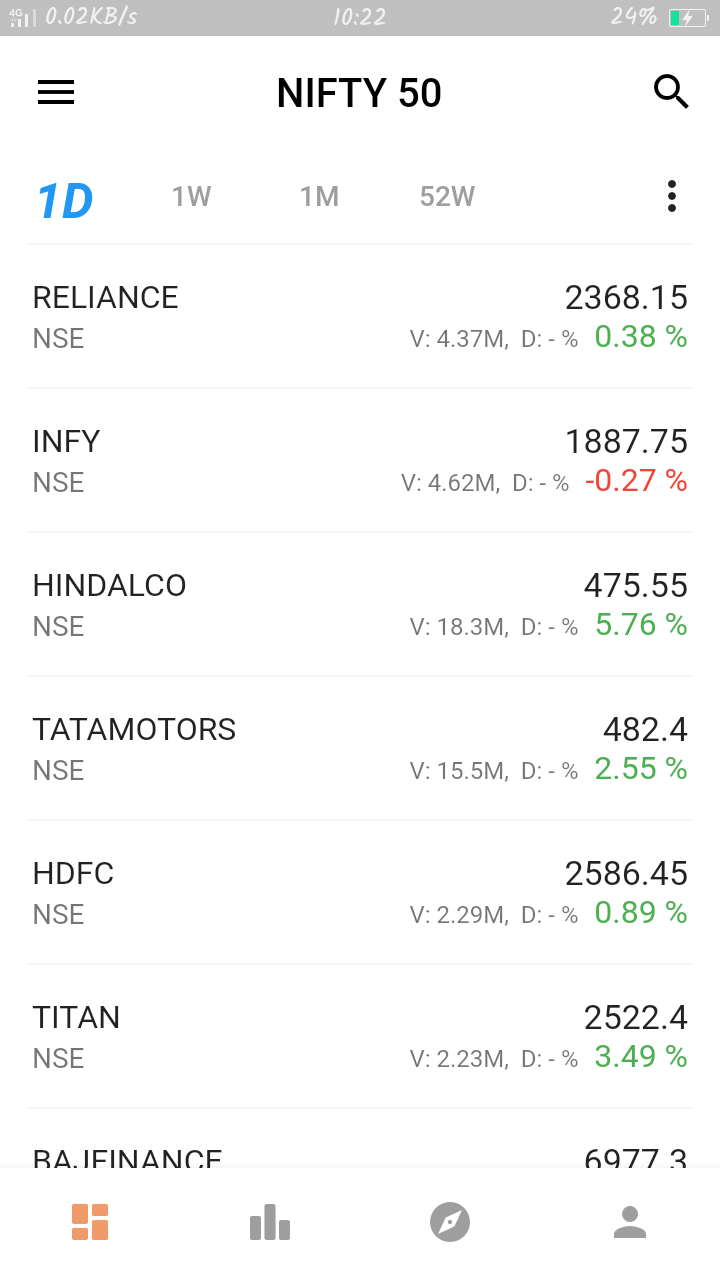 4G 0.02KB/s 10:22 24%
NIFTY 50
1D 1W 1M 52W
RELIANCE 2368.15
NSE V: 4.37M, D: - % 0.38 %
INFY 1887.75
NSE V: 4.62M, D: - % -0.27 %
HINDALCO 475.55
NSE V: 18.3M, D: - % 5.76 %
TATAMOTORS 482.4
NSE V: 15.5M, D: - % 2.55 %
HDFC 2586.45
NSE V: 2.29M, D: - % 0.89 %
TITAN 2522.4
NSE V: 2.23M, D: - % 3.49 %
BAJFINANCE 6977.3